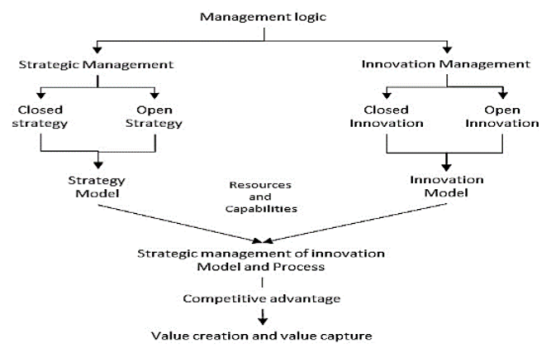 Management logic
Strategic Management
Innovation Management
Closed
strategy
Open
Strategy
Closed
Innovation
Open
Innovation
Strategy
Model
Resources
and
Capabilities
Innovation
Model
Strategic management of innovation
Model and Process
Competitive advantage
Value creation and value capture